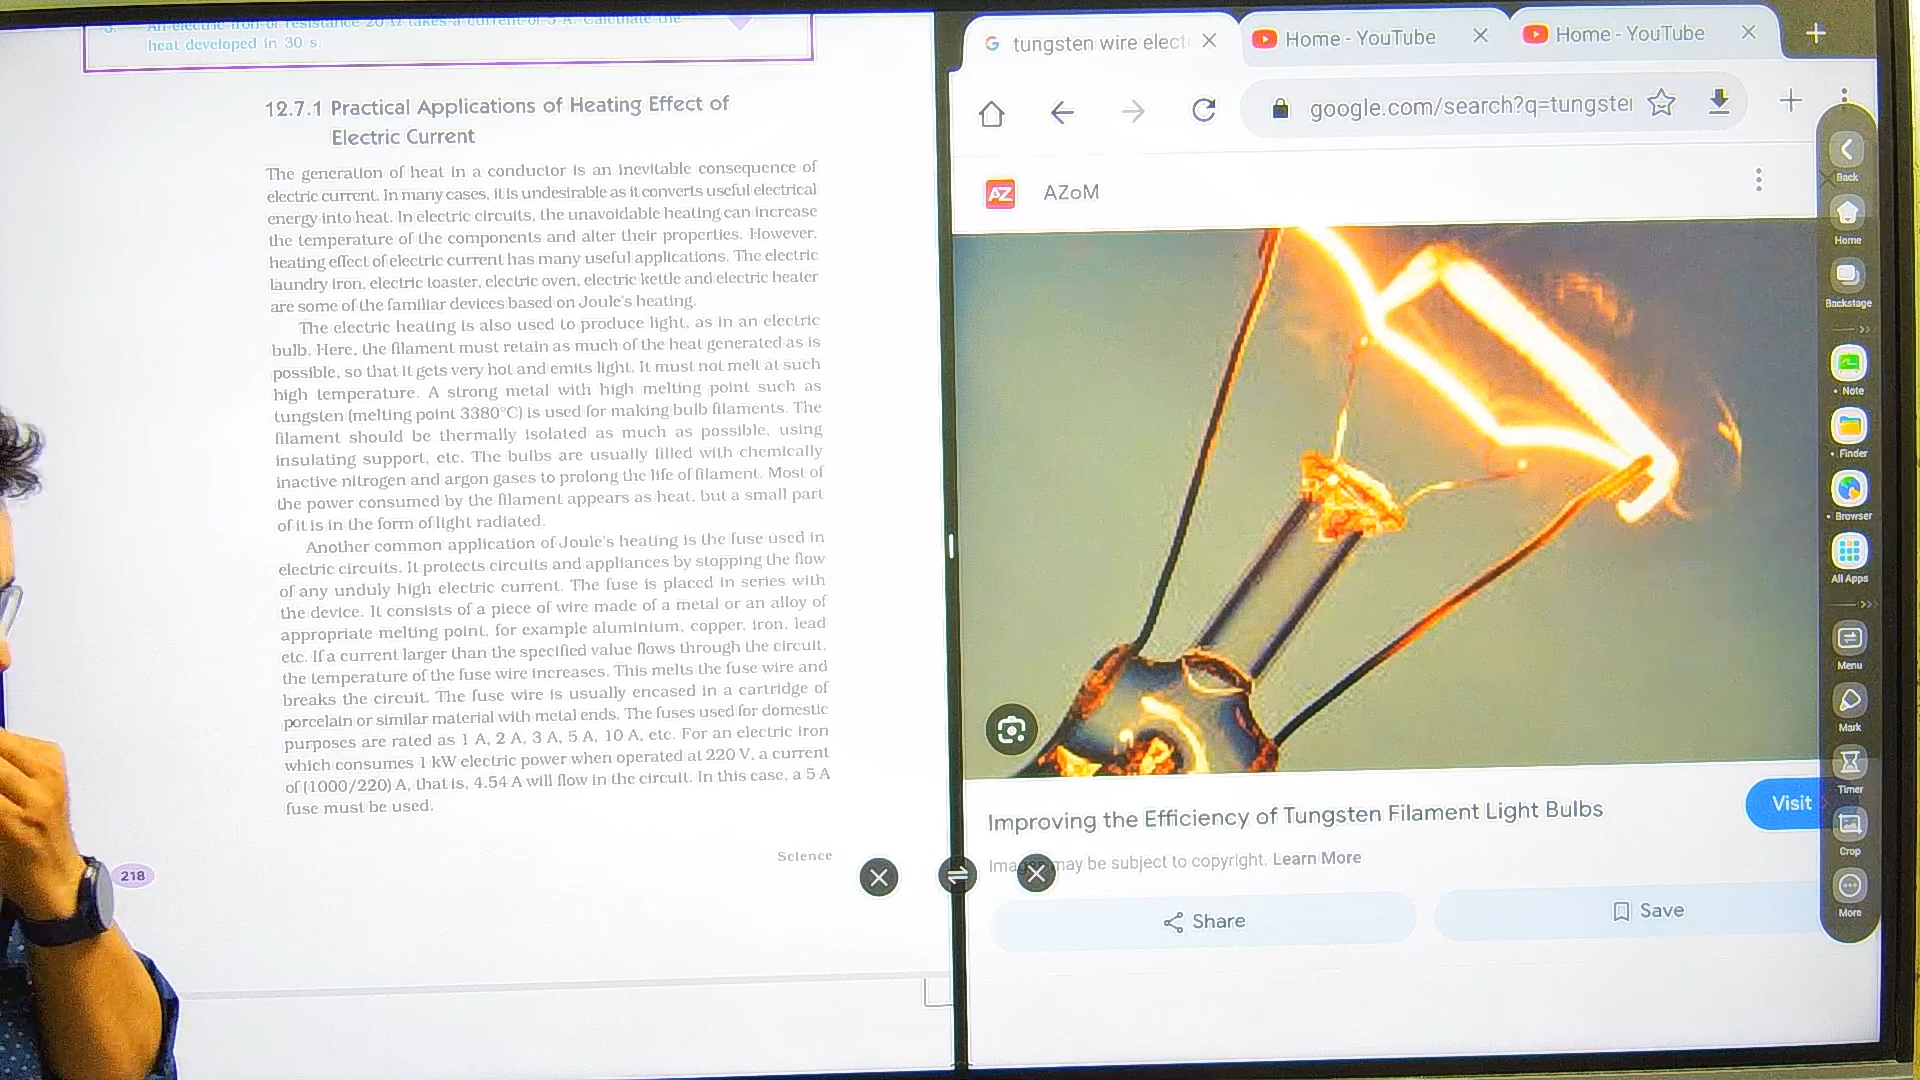 5. An electric iron of resistance 20 Ω takes a current of 5 A. Calculate the
heat developed in 30 s.
12.7.1 Practical Applications of Heating Effect of
Electric Current
The generation of heat in a conductor is an inevitable consequence of
electric current. In many cases, it is undesirable as it converts useful electrical
energy into heat. In electric circuits, the unavoidable heating can increase
the temperature of the components and alter their properties. However,
heating effect of electric current has many useful applications. The electric
laundry iron, electric toaster, electric oven, electric kettle and electric heater
are some of the familiar devices based on Joule's heating.
The electric heating is also used to produce light, as in an electric
bulb. Here, the filament must retain as much of the heat generated as is
possible, so that it gets very hot and emits light. It must not melt at such
high temperature. A strong metal with high melting point such as
tungsten (melting point 3380°C) is used for making bulb filaments. The
filament should be thermally isolated as much as possible, using
insulating support, etc. The bulbs are usually filled with chemically
inactive nitrogen and argon gases to prolong the life of filament. Most of
the power consumed by the filament appears as heat, but a small part
of it is in the form of light radiated.
Another common application of Joule's heating is the fuse used in
electric circuits. It protects circuits and appliances by stopping the flow
of any unduly high electric current. The fuse is placed in series with
the device. It consists of a piece of wire made of a metal or an alloy of
appropriate melting point, for example aluminium, copper, iron, lead
etc. If a current larger than the specified value flows through the circuit,
the temperature of the fuse wire increases. This melts the fuse wire and
breaks the circuit. The fuse wire is usually encased in a cartridge of
porcelain or similar material with metal ends. The fuses used for domestic
purposes are rated as 1 A, 2 A, 3 A, 5 A, 10 A, etc. For an electric iron
which consumes 1 kW electric power when operated at 220 V, a current
of (1000/220) A, that is, 4.54 A will flow in the circuit. In this case, a 5 A
fuse must be used.
Science
218
tungsten wire elect
Home - YouTube
Home - YouTube
google.com/search?q=tungste
AZ AZoM
Improving the Efficiency of Tungsten Filament Light Bulbs
Visit
may be subject to copyright. Learn More
Share
Save
Back
Home
Backstage
Note
Finder
Browser
All Apps
Menu
Mark
Timer
Crop
More